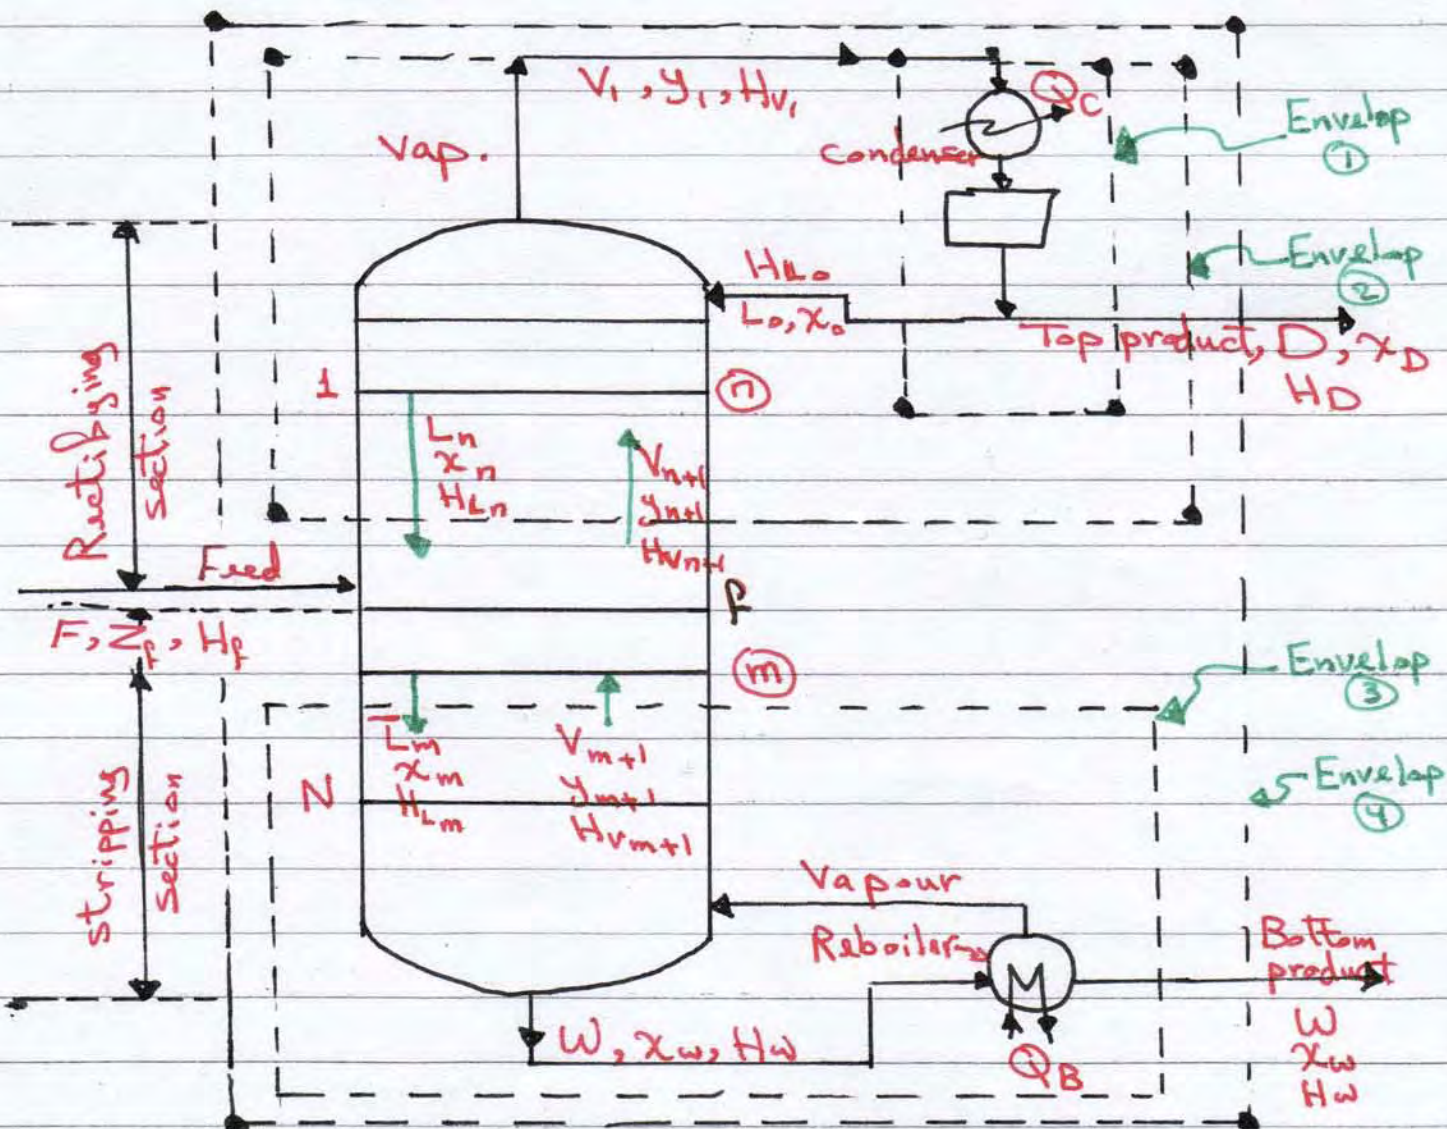 V₁, y₁, Hv₁
Qc
Envelop
①
Vap.
Condenser
Envelop
②
HL₀
L₀, x₀
Top product, D, xD
HD
Rectifying
section
1
n
Ln
xn
HLn
Vn+1
yn+1
Hvn+1
Feed
f
F, Zf, Hf
m
Envelop
③
Lm
xm
HLm
Vm+1
ym+1
Hvm+1
Envelop
④
N
stripping
section
Vapour
Reboiler
Bottom
product
W, xw, Hw
QB
W
xw
Hw